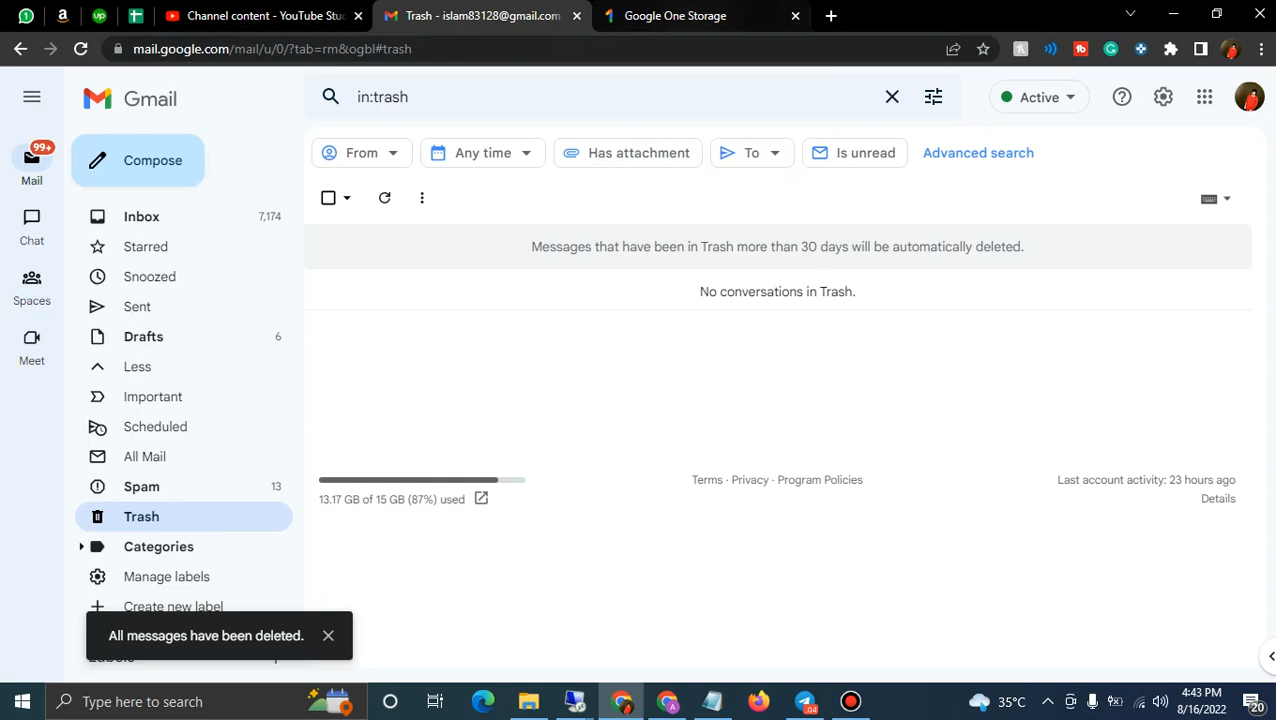 Channel content - YouTube Stud
Trash - islam83128@gmail.com
Google One Storage
mail.google.com/mail/u/0/?tab=rm&ogbl#trash
Gmail
in:trash
Active
99+
Mail
Chat
Spaces
Meet
Compose
From
Any time
Has attachment
To
Is unread
Advanced search
Inbox 7,174
Starred
Snoozed
Sent
Drafts 6
Less
Important
Scheduled
All Mail
Spam 13
Trash
Categories
Manage labels
Create new label
Messages that have been in Trash more than 30 days will be automatically deleted.
No conversations in Trash.
13.17 GB of 15 GB (87%) used
Terms · Privacy · Program Policies
Last account activity: 23 hours ago
Details
All messages have been deleted.
Type here to search
35°C
4:43 PM
8/16/2022
20